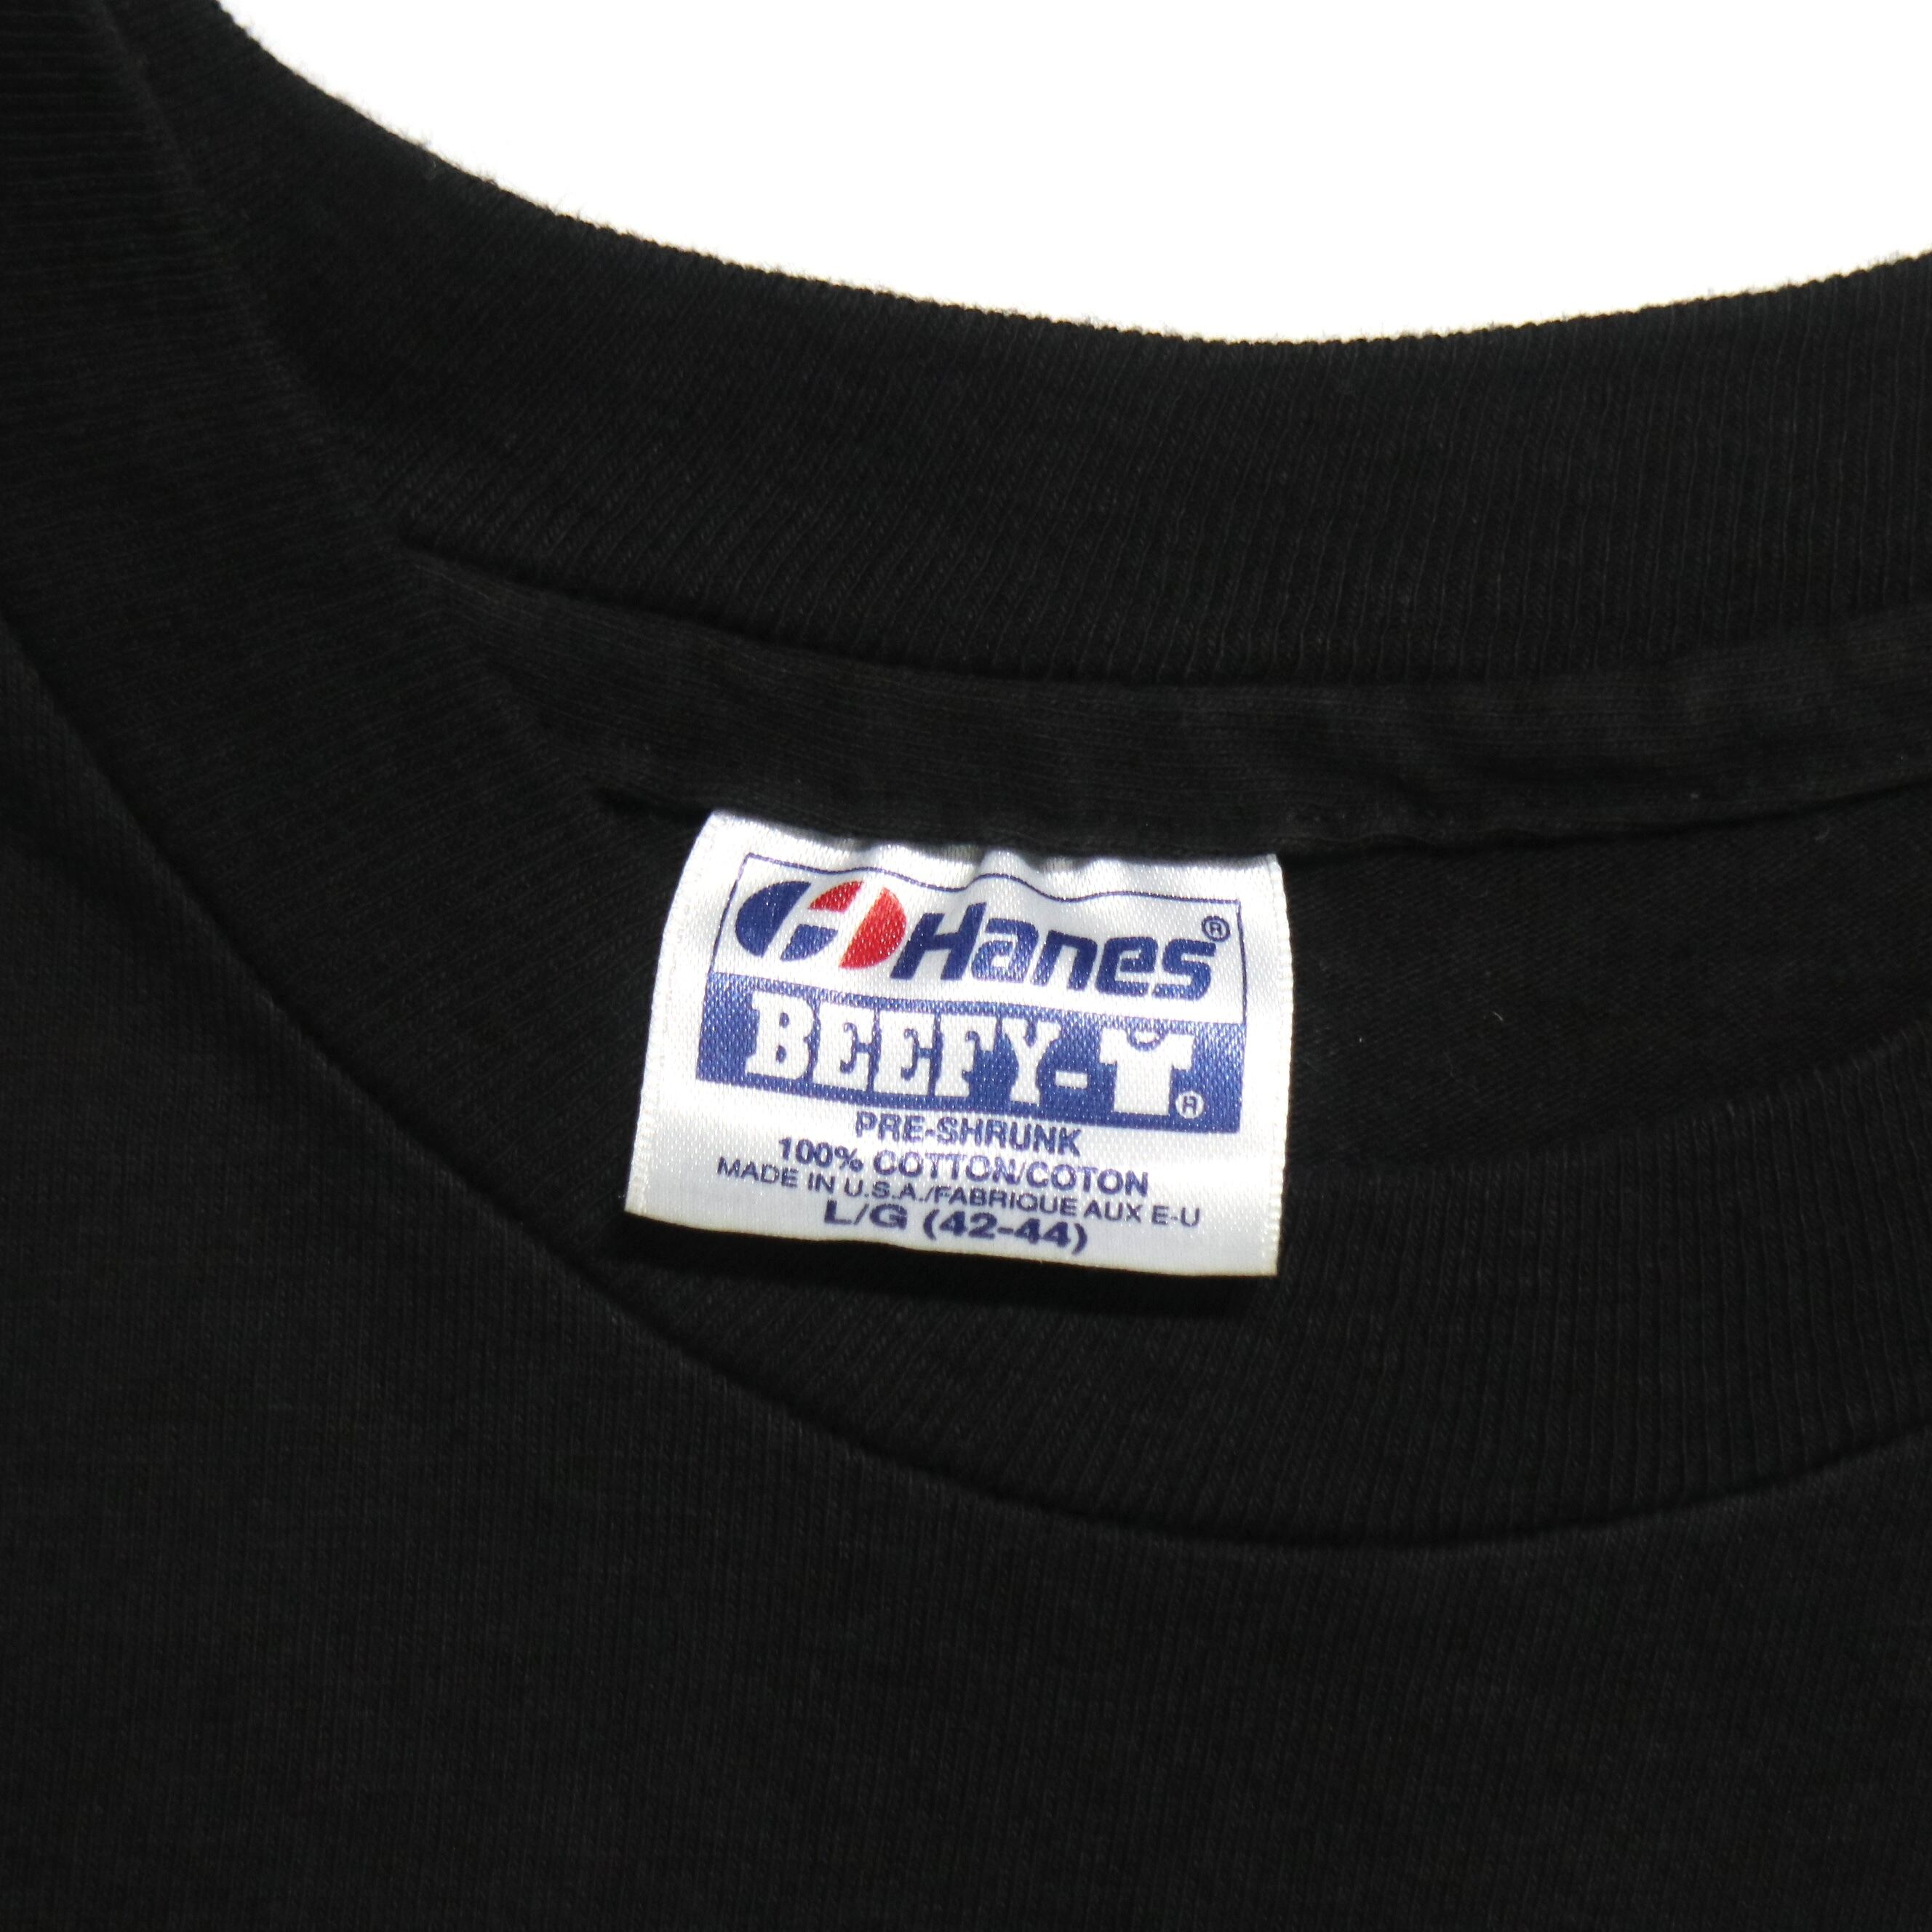 Hanes®
BEEFY-T®
PRE-SHRUNK
100% COTTON/COTON
MADE IN U.S.A./FABRIQUE AUX E-U
L/G (42-44)